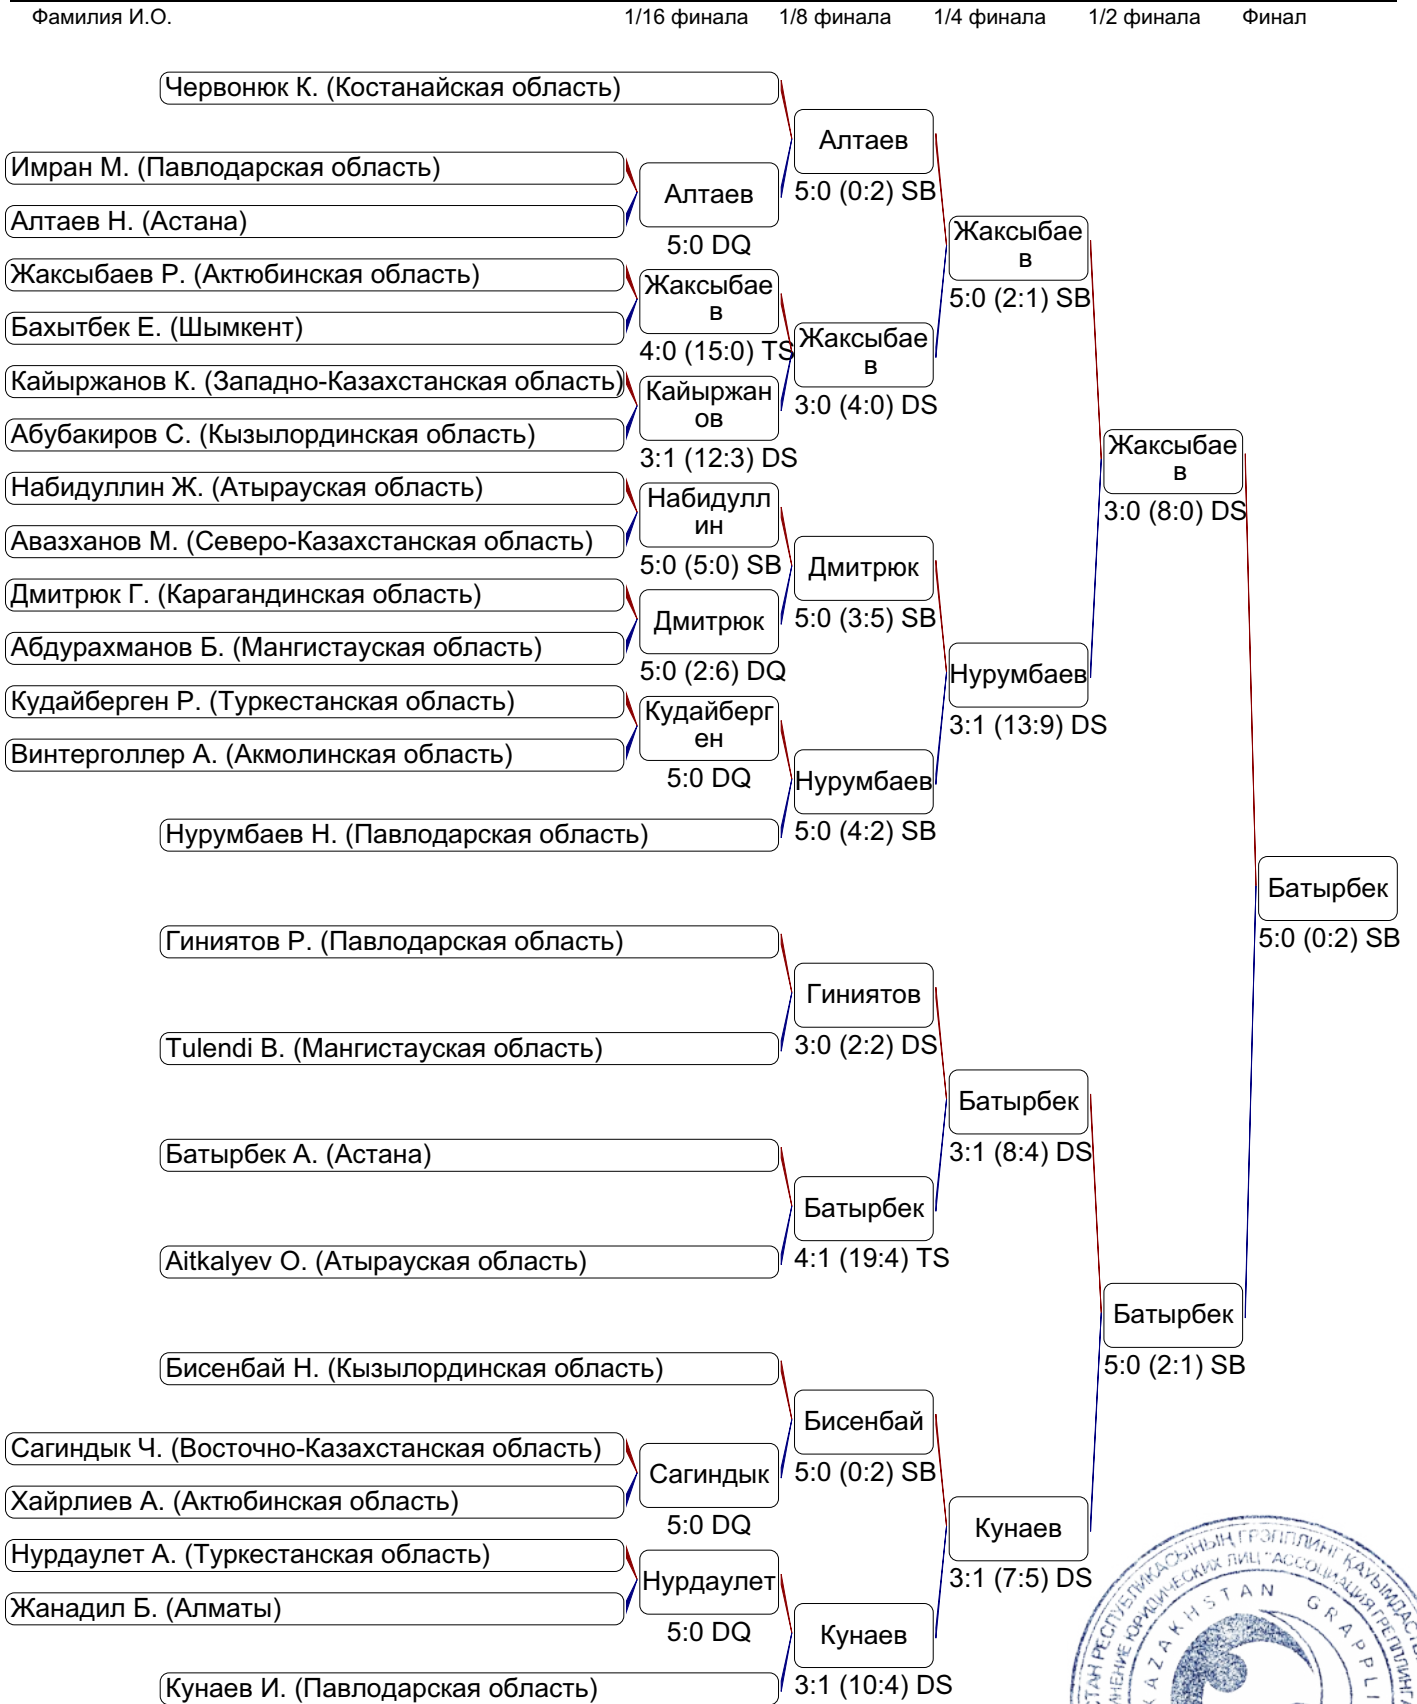 Фамилия И.О. 1/16 финала 1/8 финала 1/4 финала 1/2 финала Финал
Червонюк К. (Костанайская область)
Алтаев
Имран М. (Павлодарская область)
Алтаев
5:0 (0:2) SB
Алтаев Н. (Астана)
5:0 DQ
Жаксыбае
в
5:0 (2:1) SB
Жаксыбаев Р. (Актюбинская область)
Жаксыбае
в
4:0 (15:0) TS
Бахытбек Е. (Шымкент)
Жаксыбае
в
3:0 (4:0) DS
Кайыржанов К. (Западно-Казахстанская область)
Кайыржан
ов
3:1 (12:3) DS
Абубакиров С. (Кызылординская область)
Жаксыбае
в
3:0 (8:0) DS
Набидуллин Ж. (Атырауская область)
Набидулл
ин
5:0 (5:0) SB
Авазханов М. (Северо-Казахстанская область)
Дмитрюк
5:0 (3:5) SB
Дмитрюк Г. (Карагандинская область)
Дмитрюк
5:0 (2:6) DQ
Абдурахманов Б. (Мангистауская область)
Нурумбаев
3:1 (13:9) DS
Кудайберген Р. (Туркестанская область)
Кудайберг
ен
5:0 DQ
Винтерголлер А. (Акмолинская область)
Нурумбаев
5:0 (4:2) SB
Нурумбаев Н. (Павлодарская область)
Батырбек
5:0 (0:2) SB
Гиниятов Р. (Павлодарская область)
Гиниятов
3:0 (2:2) DS
Tulendi B. (Мангистауская область)
Батырбек
3:1 (8:4) DS
Батырбек А. (Астана)
Батырбек
4:1 (19:4) TS
Aitkalyev O. (Атырауская область)
Батырбек
5:0 (2:1) SB
Бисенбай Н. (Кызылординская область)
Бисенбай
5:0 (0:2) SB
Сагиндык Ч. (Восточно-Казахстанская область)
Сагиндык
5:0 DQ
Хайрлиев А. (Актюбинская область)
Кунаев
3:1 (7:5) DS
Нурдаулет А. (Туркестанская область)
Нурдаулет
5:0 DQ
Жанадил Б. (Алматы)
Кунаев
3:1 (10:4) DS
Кунаев И. (Павлодарская область)